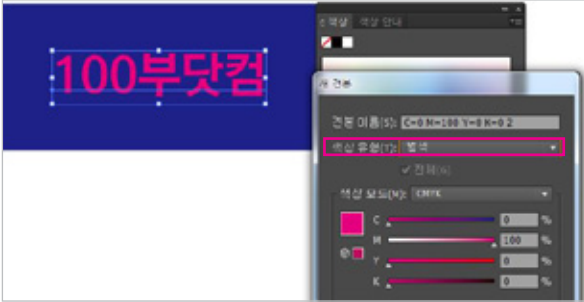 100부닷컴
색상 색상 안내
새 견본
견본 이름(S): C=0 M=100 Y=0 K=0 2
색상 유형(T): 별색
전체(N)
색상 모드(M): CMYK
C 0 %
M 100 %
Y 0 %
K 0 %